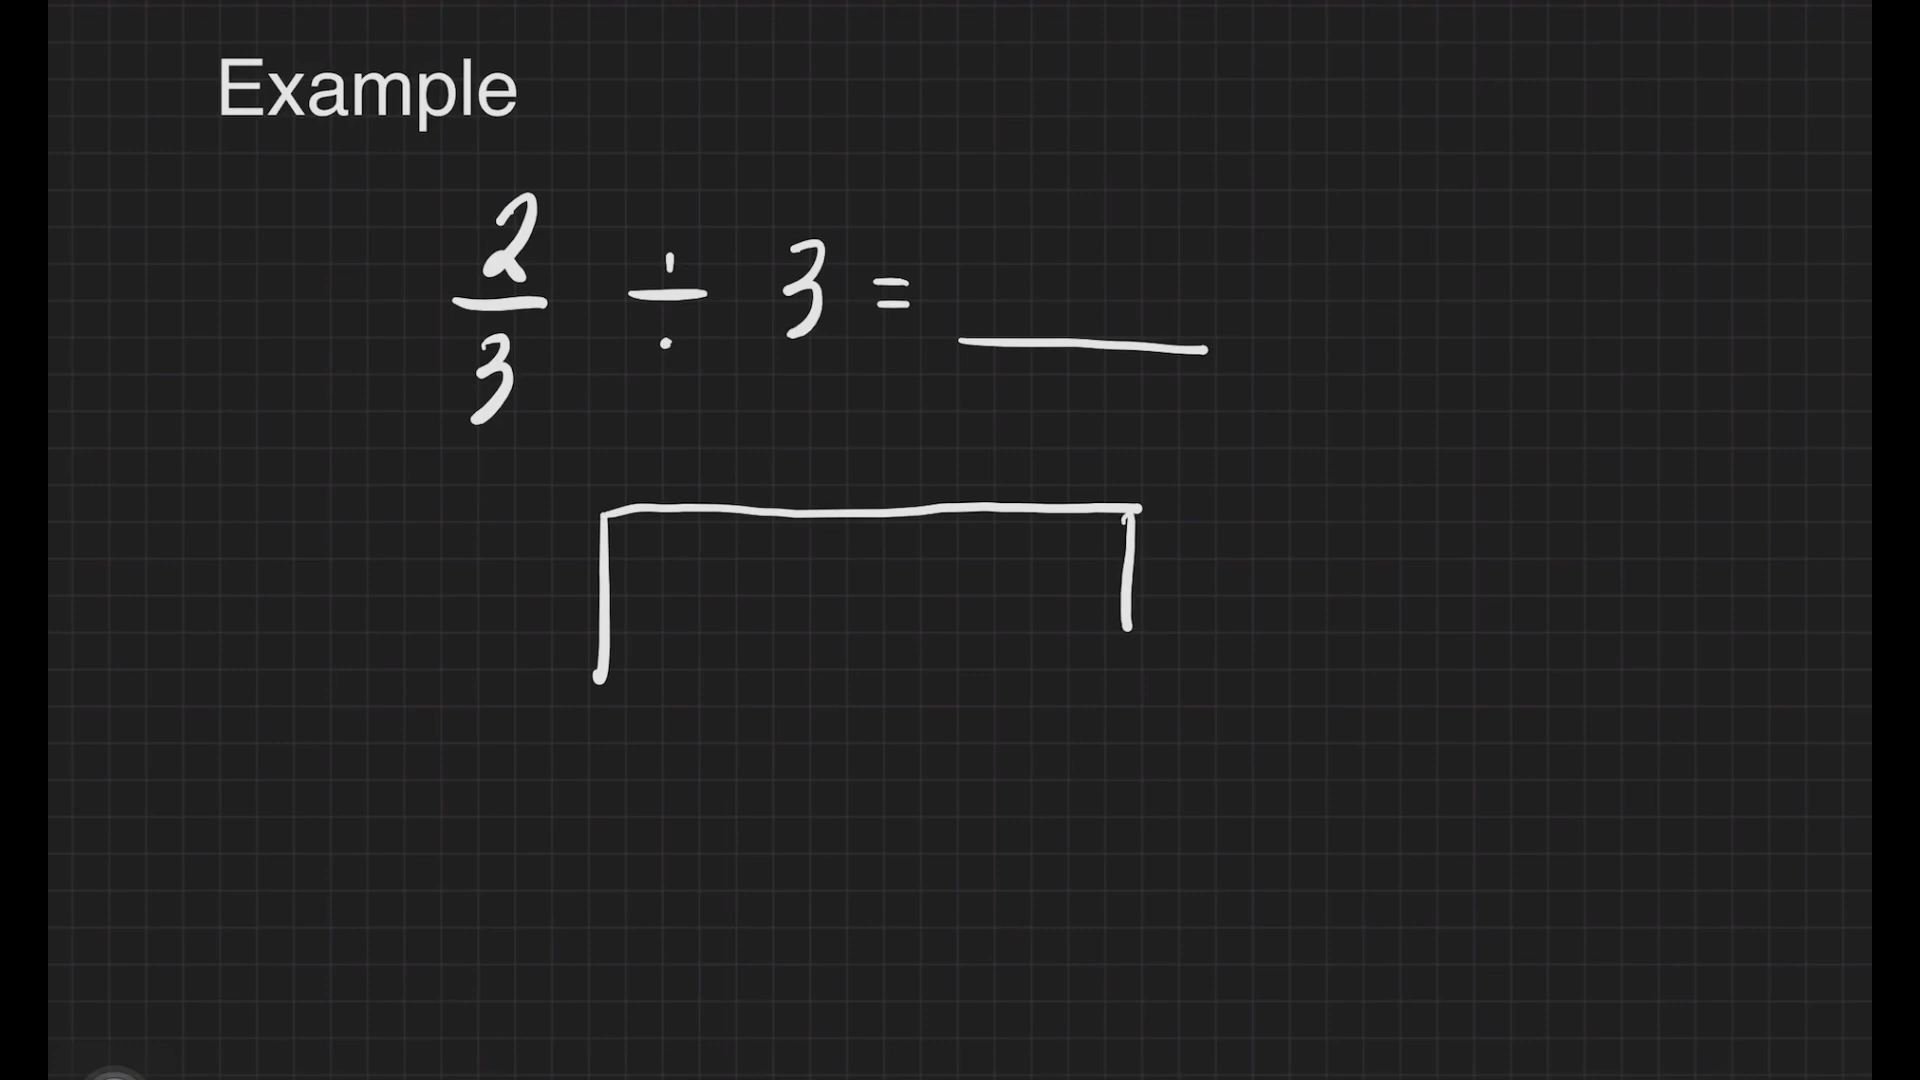 Example
2/3 ÷ 3 = ____